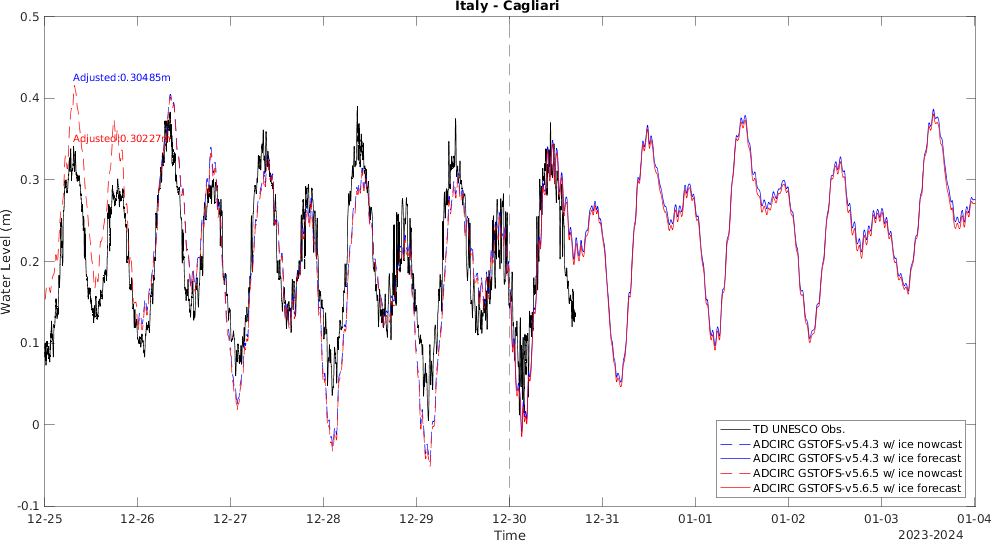 Italy - Cagliari
Water Level (m)
0.5
0.4
0.3
0.2
0.1
0
-0.1
Adjusted:0.30485m
Adjusted:0.30227m
TD UNESCO Obs.
ADCIRC GSTOFS-v5.4.3 w/ ice nowcast
ADCIRC GSTOFS-v5.4.3 w/ ice forecast
ADCIRC GSTOFS-v5.6.5 w/ ice nowcast
ADCIRC GSTOFS-v5.6.5 w/ ice forecast
12-25 12-26 12-27 12-28 12-29 12-30 12-31 01-01 01-02 01-03 01-04
Time
2023-2024